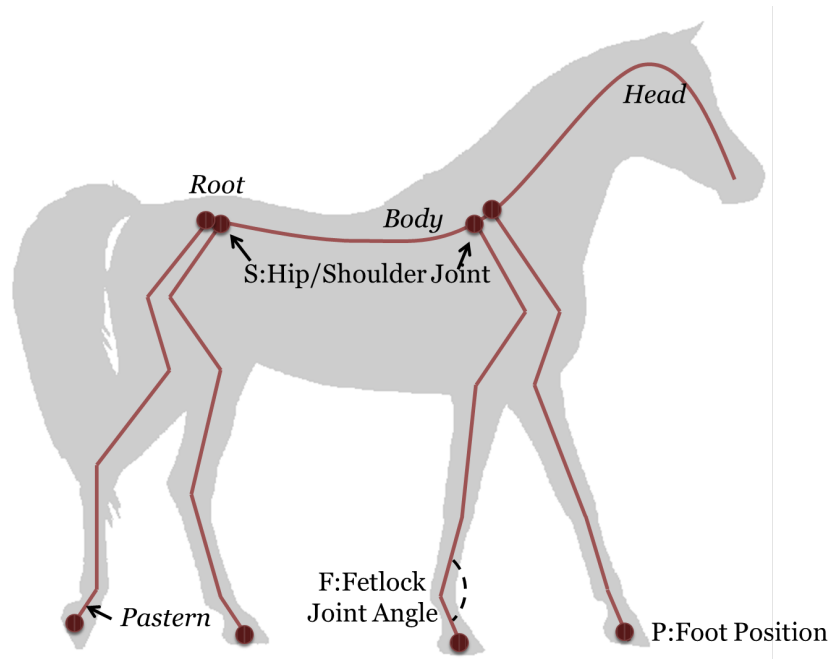 Head
Root
Body
S:Hip/Shoulder Joint
F:Fetlock
Joint Angle
Pastern
P:Foot Position